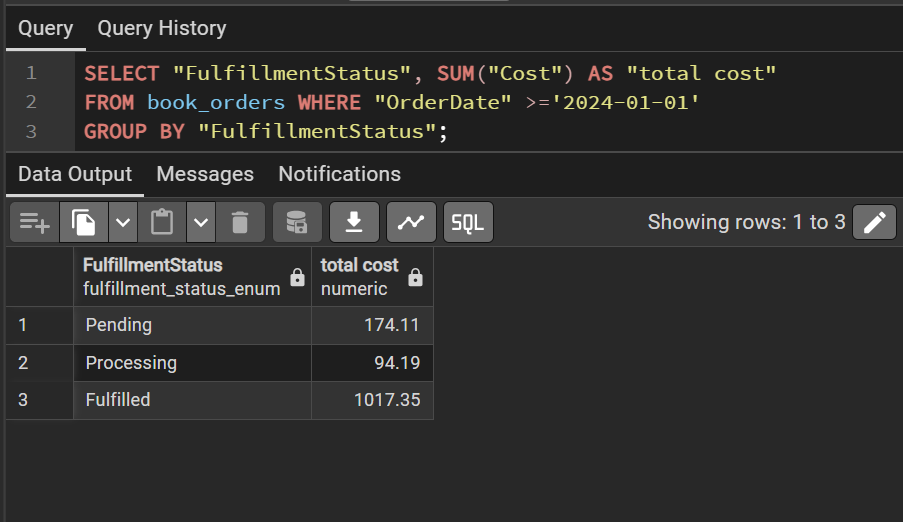 Query Query History
1 SELECT "FulfillmentStatus", SUM("Cost") AS "total cost"
2 FROM book_orders WHERE "OrderDate" >='2024-01-01'
3 GROUP BY "FulfillmentStatus";
Data Output Messages Notifications
SQL Showing rows: 1 to 3
FulfillmentStatus total cost
fulfillment_status_enum numeric
1 Pending 174.11
2 Processing 94.19
3 Fulfilled 1017.35